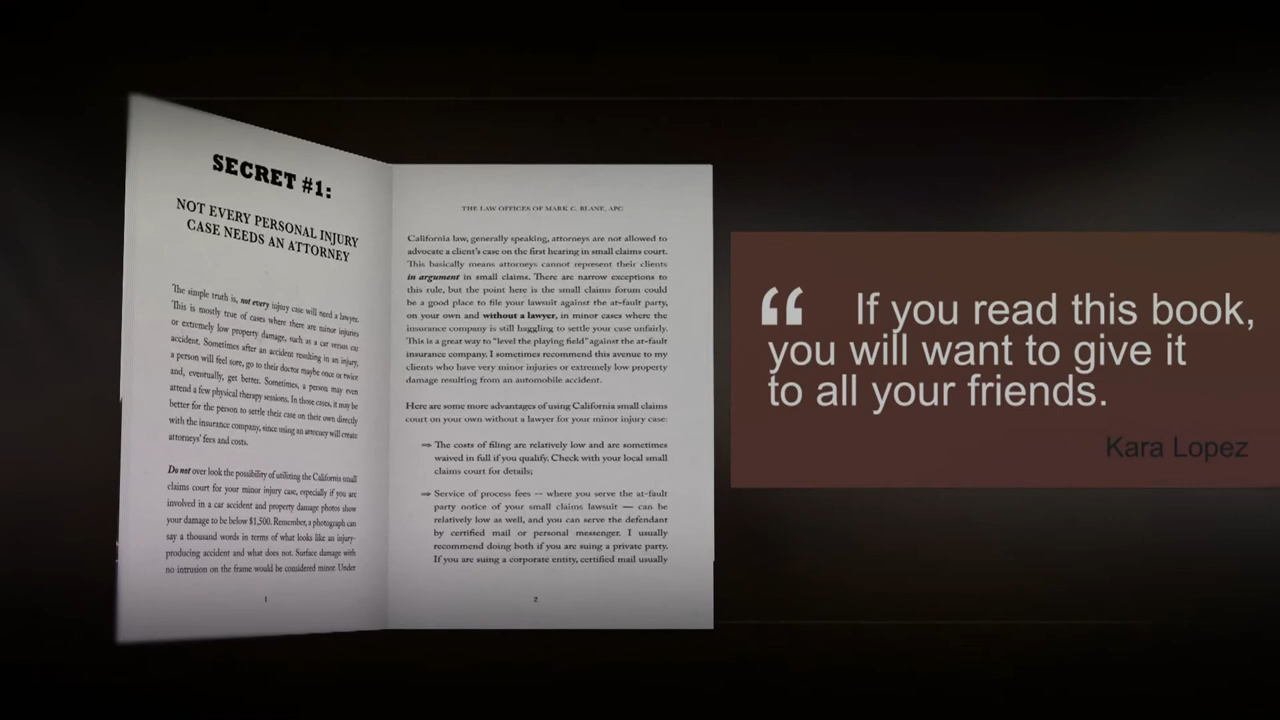 SECRET #1:
NOT EVERY PERSONAL INJURY
CASE NEEDS AN ATTORNEY
The simple truth is, not every injury case will need a lawyer.
This is mostly true of cases where there are minor injuries
or extremely low property damage, such as a car versus car
accident. Sometimes after an accident resulting in an injury,
a person will feel sore, go to their doctor maybe once or twice
and, eventually, get better. Sometimes, a person may even
attend a few physical therapy sessions. In those cases, it may be
better for the person to settle their case on their own directly
with the insurance company, since using an attorney will create
attorneys' fees and costs.
Do not over look the possibility of utilizing the California small
claims court for your minor injury case, especially if you are
involved in a car accident and property damage photos show
your damage to be below $1,500. Remember, a photograph can
say a thousand words in terms of what looks like an injury-
producing accident and what does not. Surface damage with
no intrusion on the frame would be considered minor. Under
1
THE LAW OFFICES OF MARK C. BLANE, APC
California law, generally speaking, attorneys are not allowed to
advocate a client's case on the first hearing in small claims court.
This basically means attorneys cannot represent their clients
in argument in small claims. There are narrow exceptions to
this rule, but the point here is the small claims forum could
be a good place to file your lawsuit against the at-fault party,
on your own and without a lawyer, in minor cases where the
insurance company is still haggling to settle your case unfairly.
This is a great way to "level the playing field" against the at-fault
insurance company. I sometimes recommend this avenue to my
clients who have very minor injuries or extremely low property
damage resulting from an automobile accident.
Here are some more advantages of using California small claims
court on your own without a lawyer for your minor injury case:
⇒ The costs of filing are relatively low and are sometimes
waived in full if you qualify. Check with your local small
claims court for details;
⇒ Service of process fees -- where you serve the at-fault
party notice of your small claims lawsuit — can be
relatively low as well, and you can serve the defendant
by certified mail or personal messenger. I usually
recommend doing both if you are suing a private party.
If you are suing a corporate entity, certified mail usually
2
“ If you read this book,
you will want to give it
to all your friends.
Kara Lopez